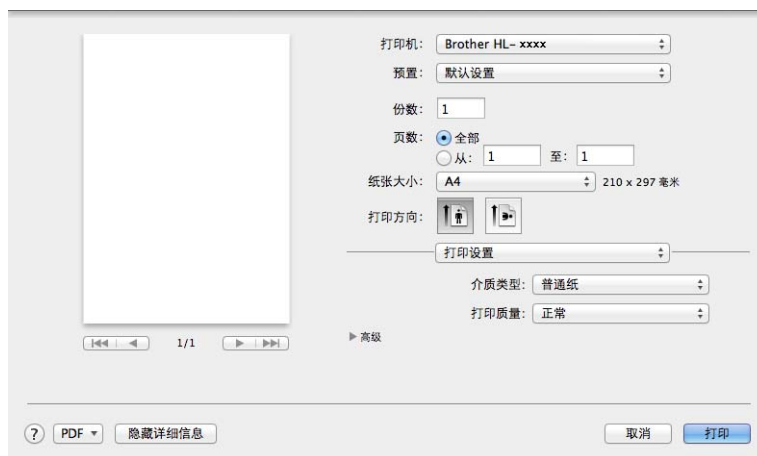 打印机： Brother HL- xxxx
预置： 默认设置
份数： 1
页数： 全部
从： 1 至： 1
纸张大小： A4 210 x 297 毫米
打印方向：
打印设置
介质类型： 普通纸
打印质量： 正常
1/1
高级
? PDF 隐藏详细信息 取消 打印